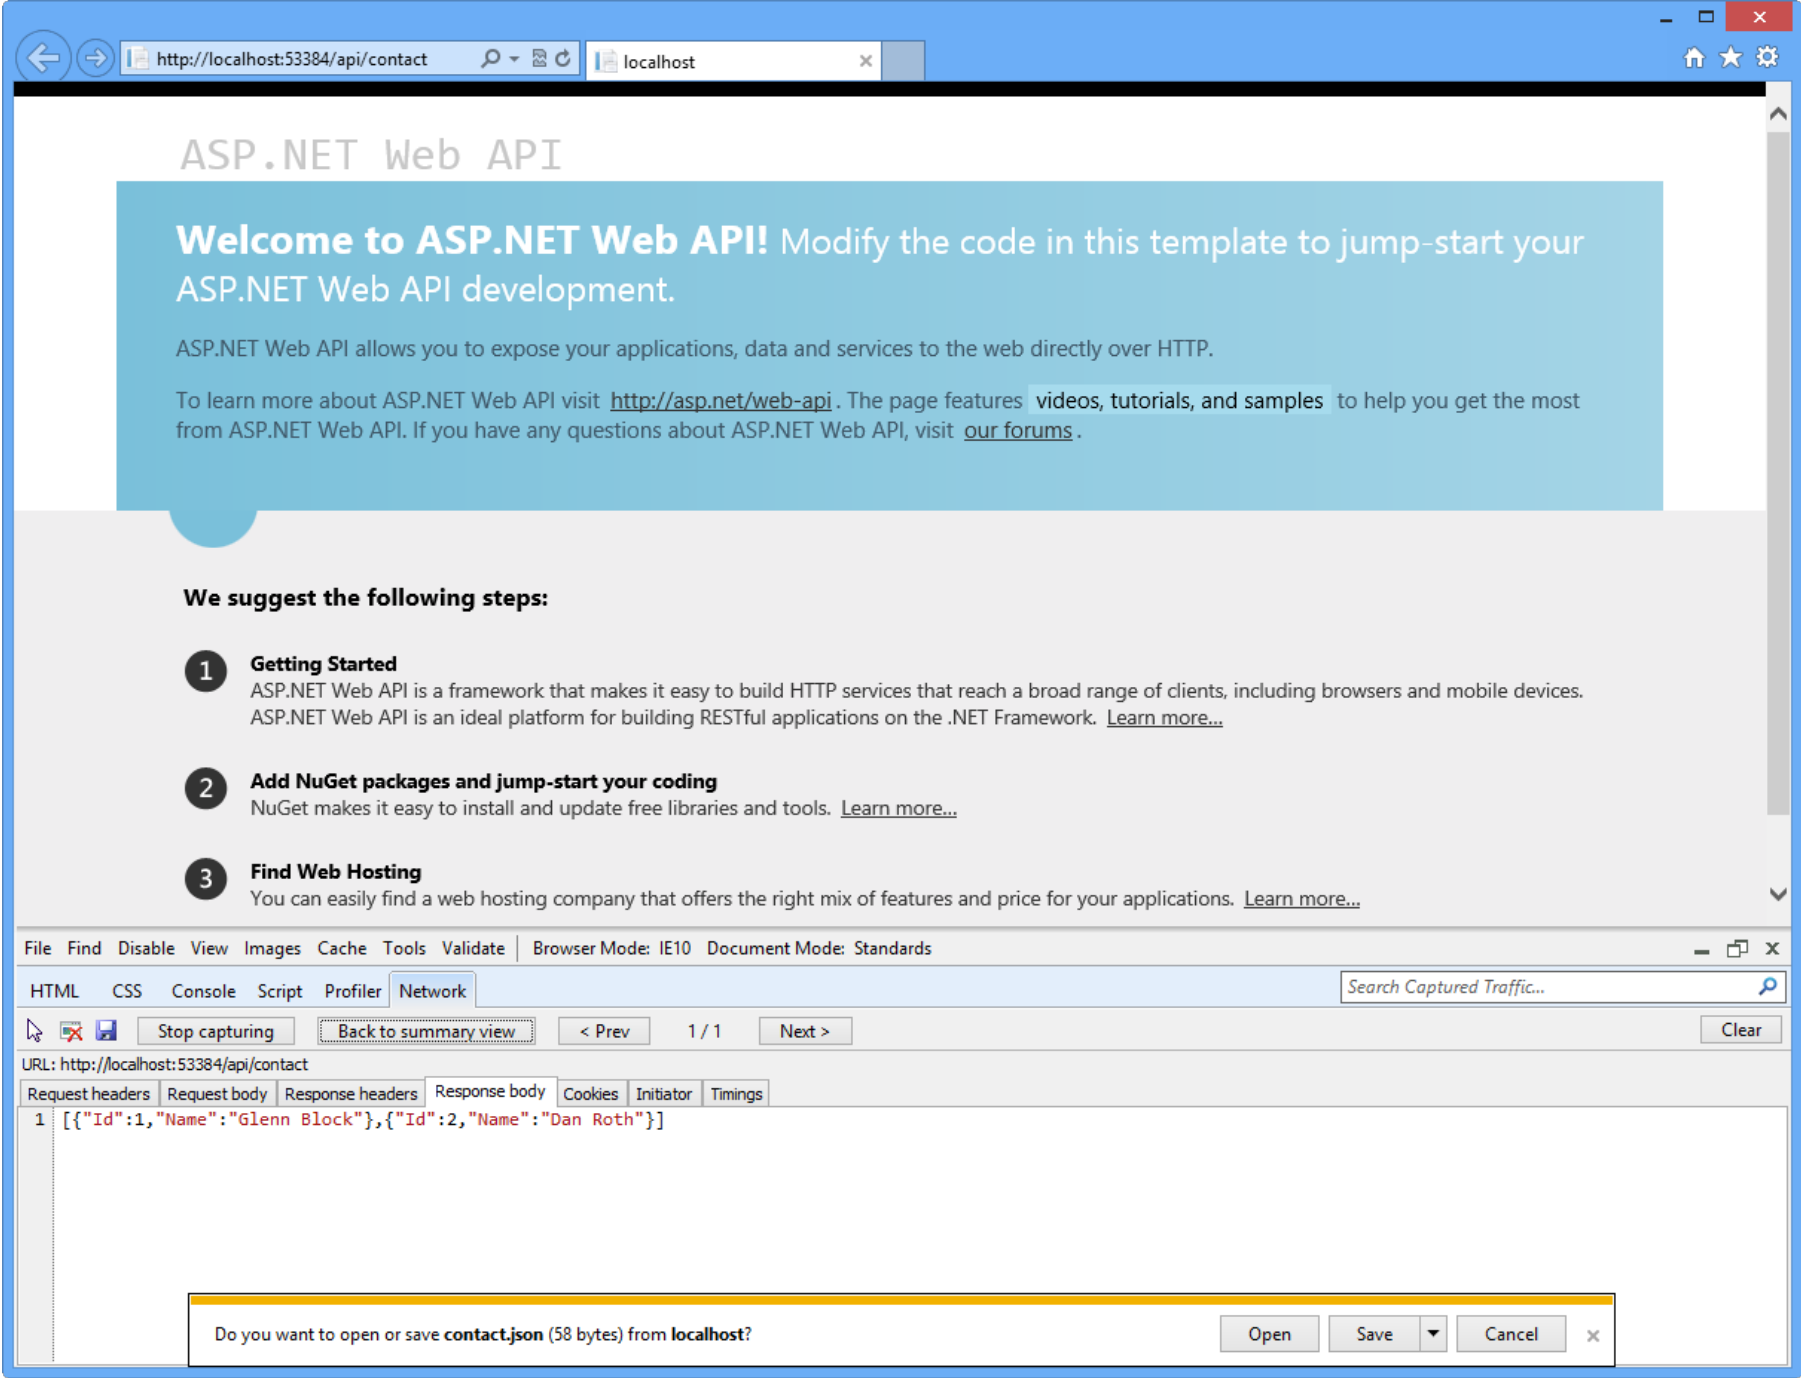 http://localhost:53384/api/contact
localhost
ASP.NET Web API
Welcome to ASP.NET Web API! Modify the code in this template to jump-start your
ASP.NET Web API development.
ASP.NET Web API allows you to expose your applications, data and services to the web directly over HTTP.
To learn more about ASP.NET Web API visit http://asp.net/web-api. The page features videos, tutorials, and samples to help you get the most
from ASP.NET Web API. If you have any questions about ASP.NET Web API, visit our forums.
We suggest the following steps:
1 Getting Started
ASP.NET Web API is a framework that makes it easy to build HTTP services that reach a broad range of clients, including browsers and mobile devices.
ASP.NET Web API is an ideal platform for building RESTful applications on the .NET Framework. Learn more...
2 Add NuGet packages and jump-start your coding
NuGet makes it easy to install and update free libraries and tools. Learn more...
3 Find Web Hosting
You can easily find a web hosting company that offers the right mix of features and price for your applications. Learn more...
File Find Disable View Images Cache Tools Validate Browser Mode: IE10 Document Mode: Standards
HTML CSS Console Script Profiler Network Search Captured Traffic...
Stop capturing Back to summary view < Prev 1 / 1 Next > Clear
URL: http://localhost:53384/api/contact
Request headers Request body Response headers Response body Cookies Initiator Timings
1 [{"Id":1,"Name":"Glenn Block"},{"Id":2,"Name":"Dan Roth"}]
Do you want to open or save contact.json (58 bytes) from localhost? Open Save Cancel